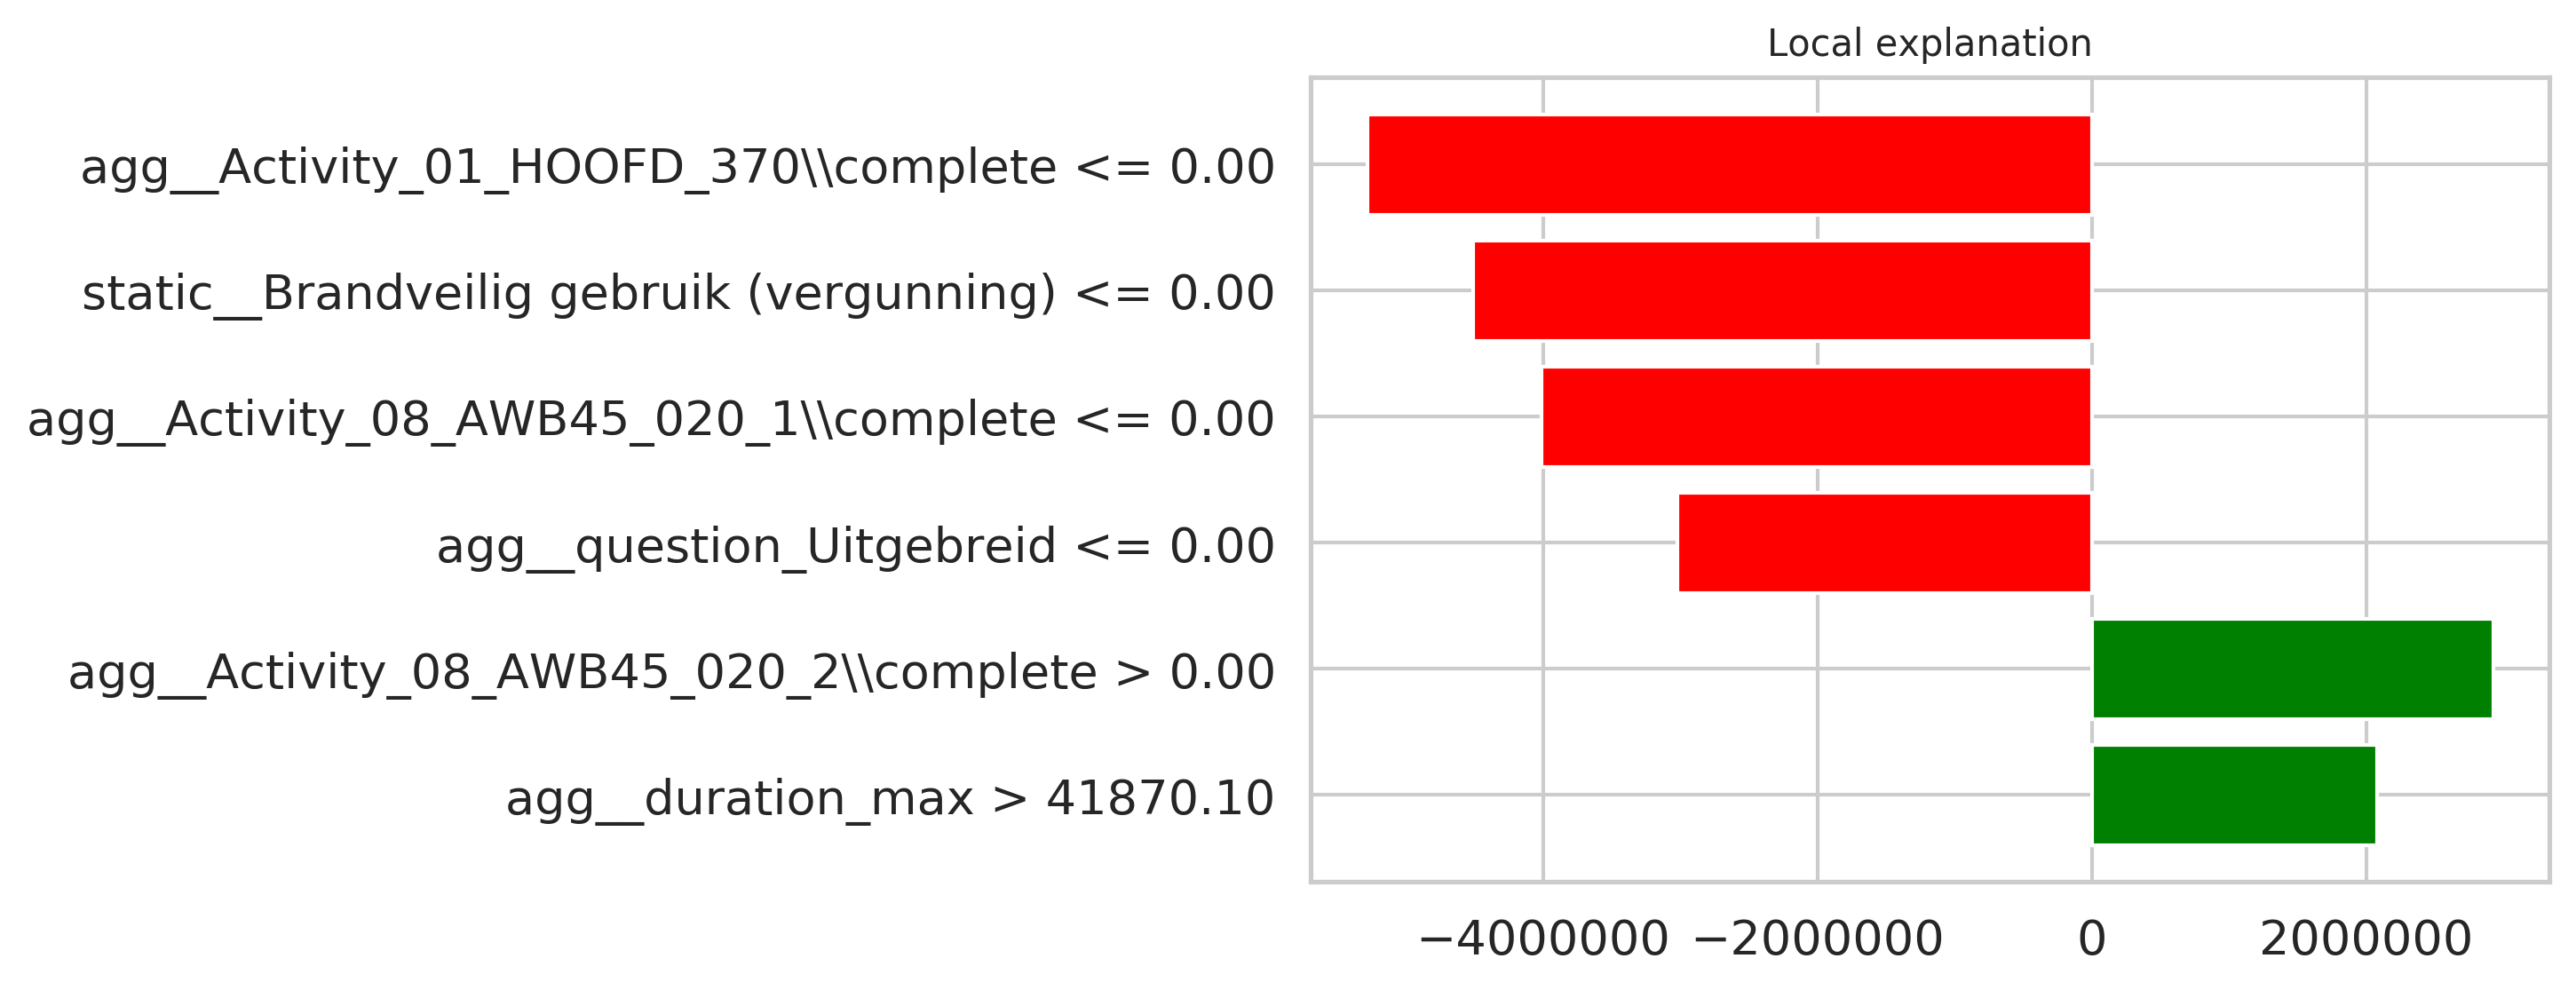 Local explanation
agg__Activity_01_HOOFD_370\\complete <= 0.00
static__Brandveilig gebruik (vergunning) <= 0.00
agg__Activity_08_AWB45_020_1\\complete <= 0.00
agg__question_Uitgebreid <= 0.00
agg__Activity_08_AWB45_020_2\\complete > 0.00
agg__duration_max > 41870.10
−4000000 −2000000 0 2000000